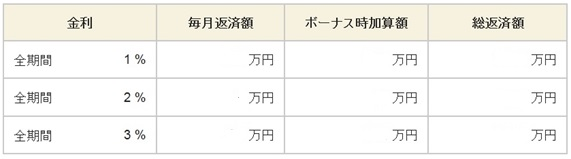 金利 毎月返済額 ボーナス時加算額 総返済額
全期間 1 % 万円 万円 万円
全期間 2 % 万円 万円 万円
全期間 3 % 万円 万円 万円